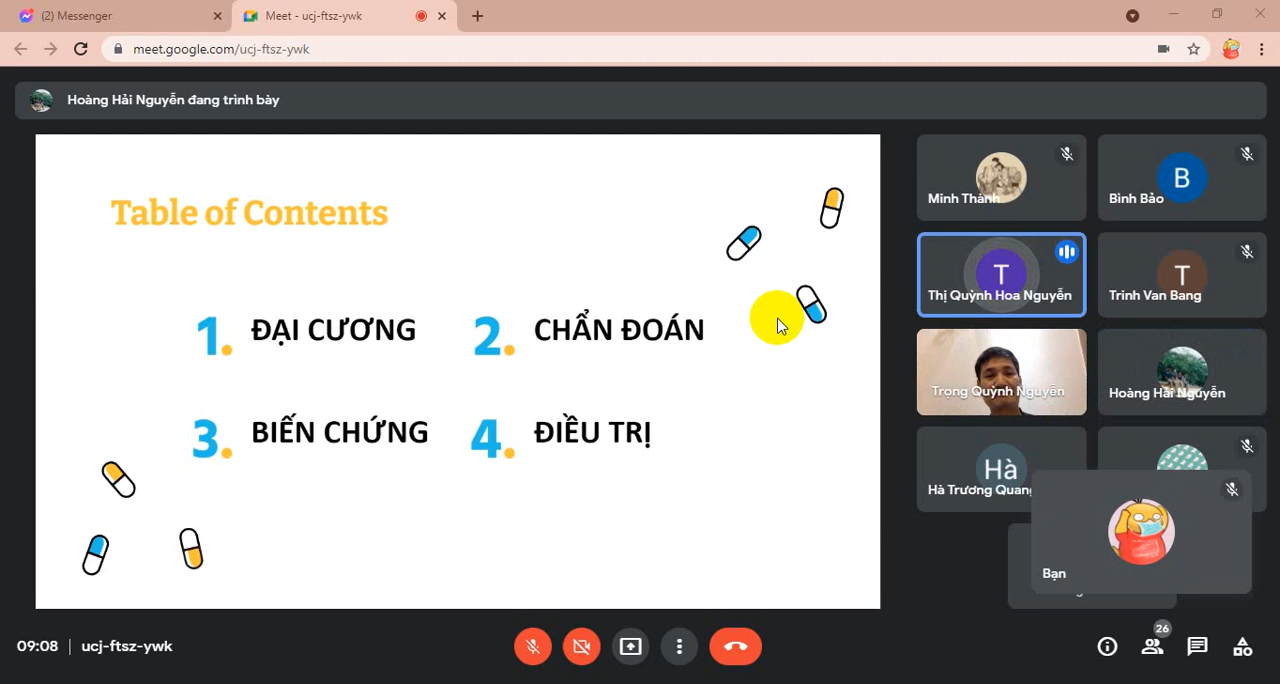 (2) Messenger
Meet - ucj-ftsz-ywk
meet.google.com/ucj-ftsz-ywk
Hoàng Hải Nguyễn đang trình bày
Table of Contents
1. ĐẠI CƯƠNG
2. CHẨN ĐOÁN
3. BIẾN CHỨNG
4. ĐIỀU TRỊ
Minh Thành
B
Bình Bảo
T
Thị Quỳnh Hoa Nguyễn
T
Trinh Van Bang
Trọng Quỳnh Nguyễn
Hoàng Hải Nguyễn
Hà
Hà Trương Quang
Bạn
09:08 | ucj-ftsz-ywk
26